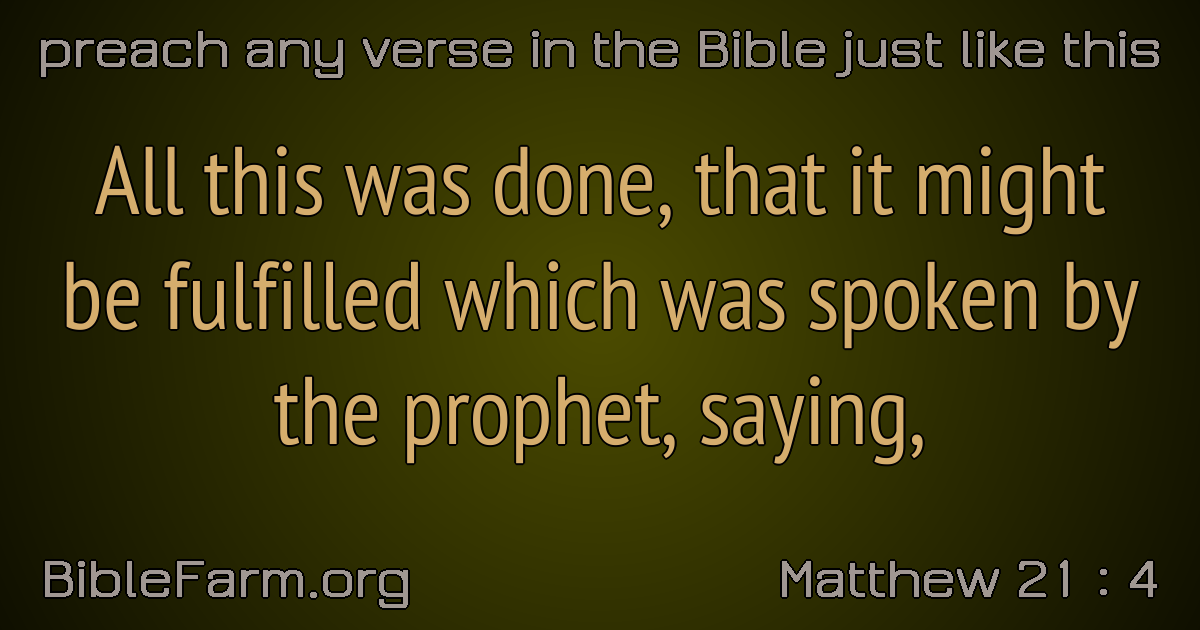 preach any verse in the Bible just like this
All this was done, that it might
be fulfilled which was spoken by
the prophet, saying,
BibleFarm.org
Matthew 21 : 4